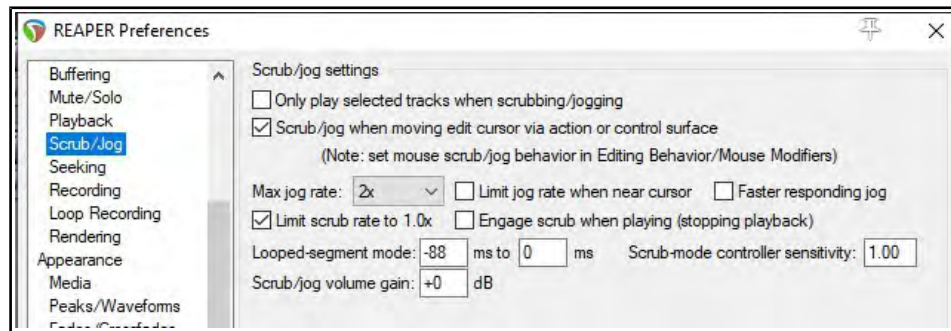 REAPER Preferences
Buffering
Mute/Solo
Playback
Scrub/Jog
Seeking
Recording
Loop Recording
Rendering
Appearance
Media
Peaks/Waveforms
Fades/Crossfades
Scrub/jog settings
Only play selected tracks when scrubbing/jogging
Scrub/jog when moving edit cursor via action or control surface
(Note: set mouse scrub/jog behavior in Editing Behavior/Mouse Modifiers)
Max jog rate: 2x Limit jog rate when near cursor Faster responding jog
Limit scrub rate to 1.0x Engage scrub when playing (stopping playback)
Looped-segment mode: -88 ms to 0 ms Scrub-mode controller sensitivity: 1.00
Scrub/jog volume gain: +0 dB